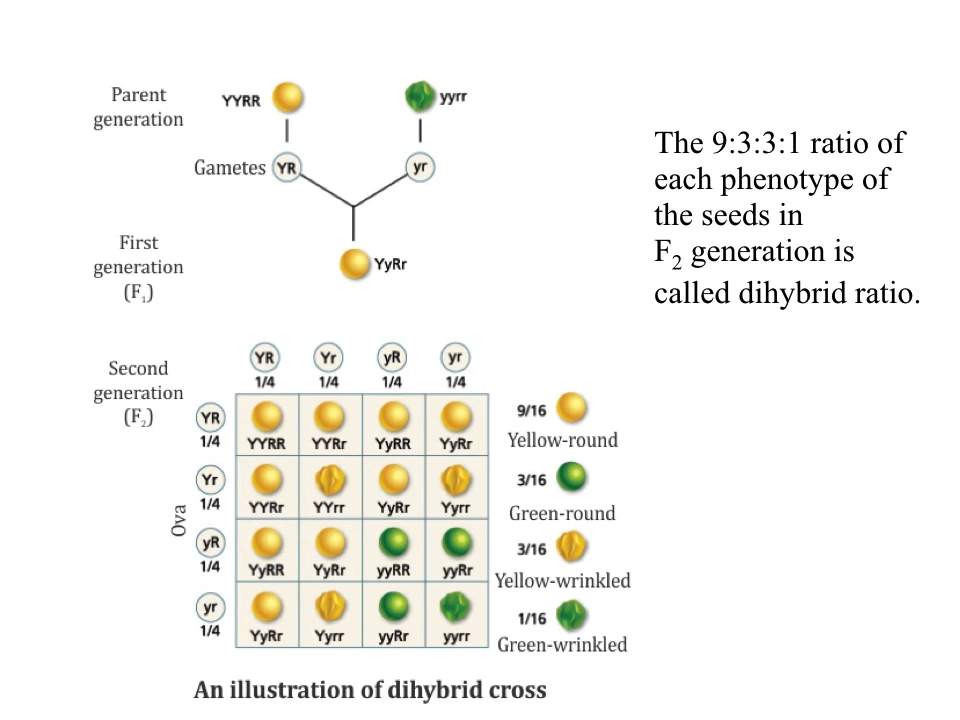 Parent
generation
YYRR
yyrr
Gametes
YR
yr
First
generation
(F₁)
YyRr
Second
generation
(F₂)
YR Yr yR yr
1/4 1/4 1/4 1/4
Ova
YR
1/4
YYRR YYRr YyRR YyRr
Yr
1/4
YYRr YYrr YyRr Yyrr
yR
1/4
YyRR YyRr yyRR yyRr
yr
1/4
YyRr Yyrr yyRr yyrr
9/16
Yellow-round
3/16
Green-round
3/16
Yellow-wrinkled
1/16
Green-wrinkled
An illustration of dihybrid cross
The 9:3:3:1 ratio of
each phenotype of
the seeds in
F₂ generation is
called dihybrid ratio.